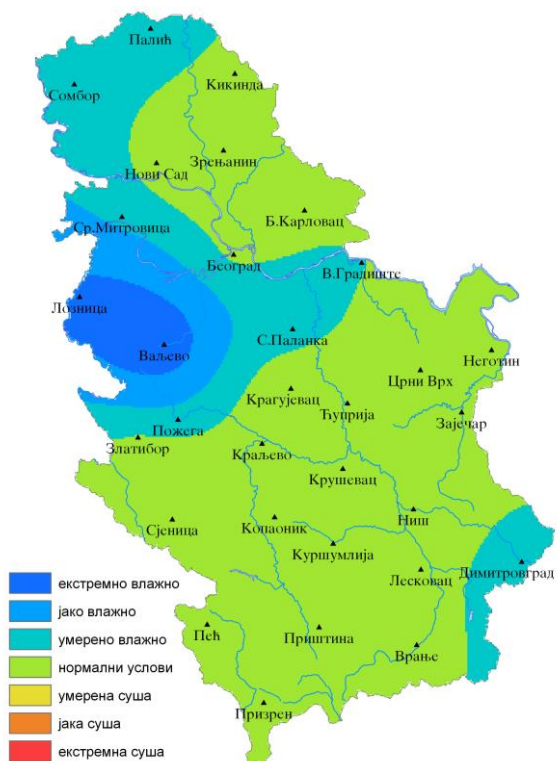 Палић
Кикинда
Сомбор
Зрењанин
Нови Сад
Б.Карловац
Ср.Митровица
Београд
В.Градиште
Лозница
С.Паланка
Ваљево
Неготин
Црни Врх
Крагујевац
Ћуприја
Зајечар
Пожега
Златибор
Краљево
Крушевац
Ниш
Сјеница
Копаоник
Куршумлија
Димитровград
Лесковац
Пећ
Приштина
Врање
Призрен
екстремно влажно
јако влажно
умерено влажно
нормални услови
умерена суша
јака суша
екстремна суша